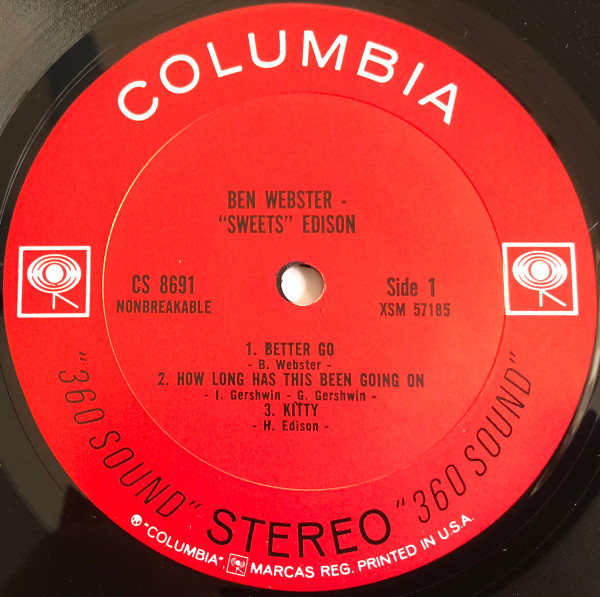 COLUMBIA
BEN WEBSTER -
"SWEETS" EDISON
CS 8691
NONBREAKABLE
Side 1
XSM 57185
1. BETTER GO
- B. Webster -
2. HOW LONG HAS THIS BEEN GOING ON
- I. Gershwin - G. Gershwin -
3. KITTY
- H. Edison -
"360 SOUND" STEREO "360 SOUND"
® "COLUMBIA", MARCAS REG. PRINTED IN U.S.A.